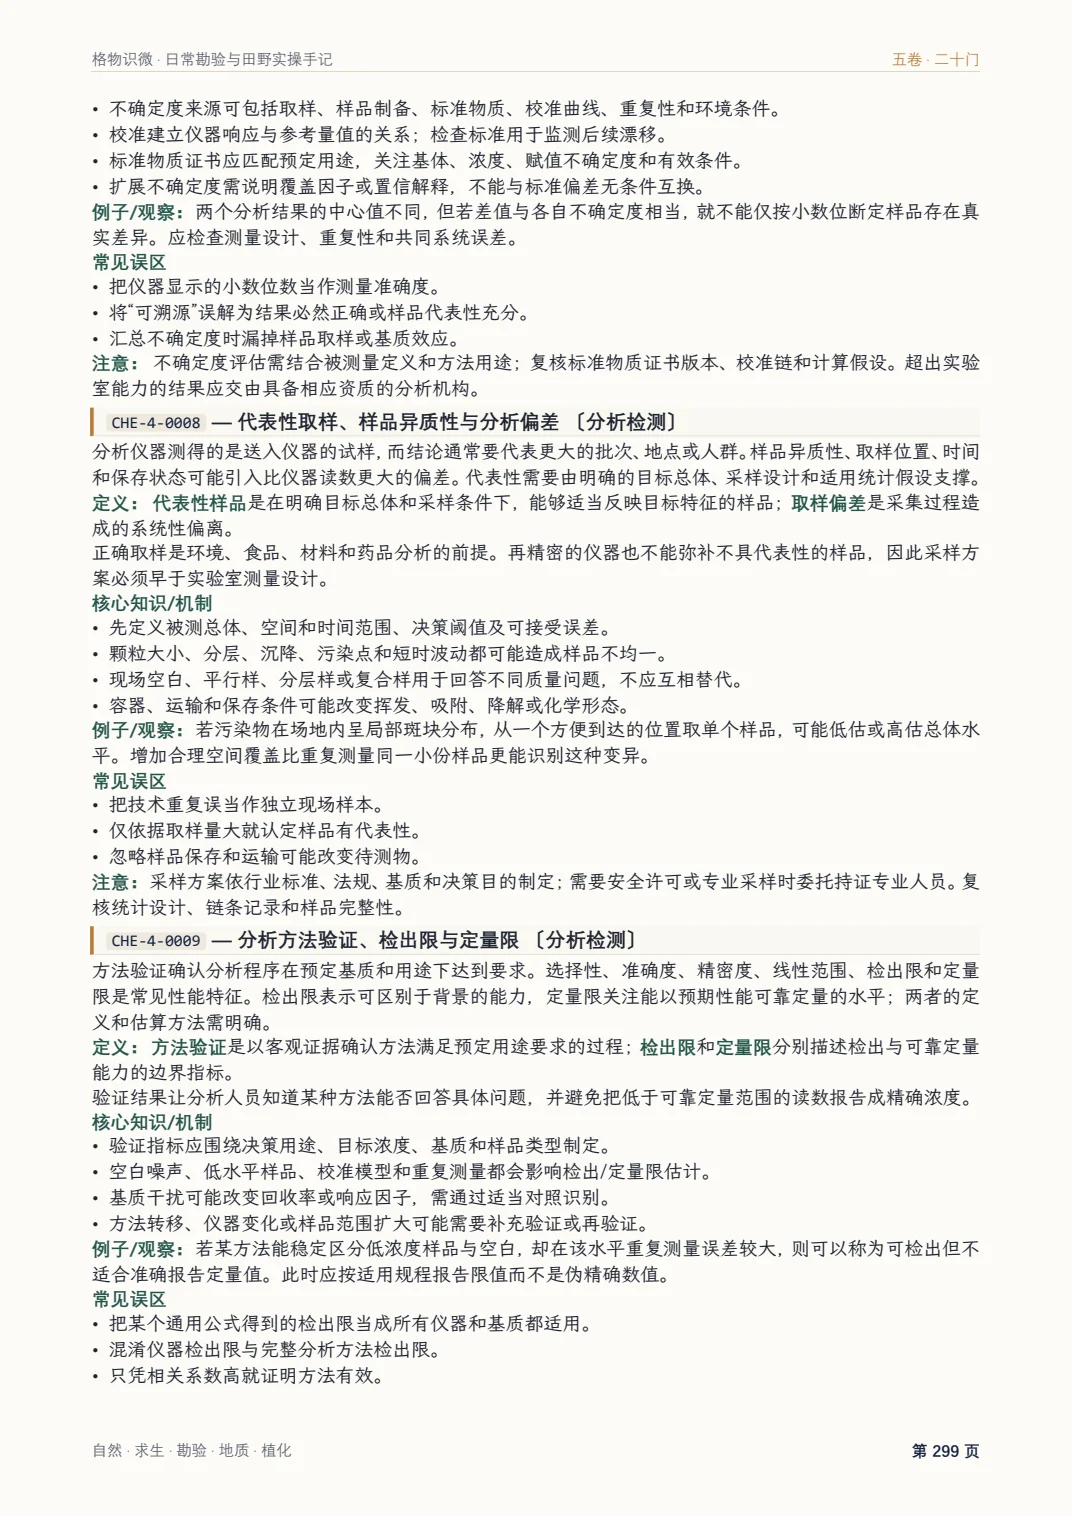 格物识微 · 日常勘验与田野实操手记
五卷 · 二十门
• 不确定度来源可包括取样、样品制备、标准物质、校准曲线、重复性和环境条件。
• 校准建立仪器响应与参考量值的关系；检查标准用于监测后续漂移。
• 标准物质证书应匹配预定用途，关注基体、浓度、赋值不确定度和有效条件。
• 扩展不确定度需说明覆盖因子或置信解释，不能与标准偏差无条件互换。
例子/观察：两个分析结果的中心值不同，但若差值与各自不确定度相当，就不能仅按小数位断定样品存在真
实差异。应检查测量设计、重复性和共同系统误差。
常见误区
• 把仪器显示的小数位数当作测量准确度。
• 将“可溯源”误解为结果必然正确或样品代表性充分。
• 汇总不确定度时漏掉样品取样或基质效应。
注意： 不确定度评估需结合被测量定义和方法用途；复核标准物质证书版本、校准链和计算假设。超出实验
室能力的结果应交由具备相应资质的分析机构。
CHE-4-0008 — 代表性取样、样品异质性与分析偏差 〔分析检测〕
分析仪器测得的是送入仪器的试样，而结论通常要代表更大的批次、地点或人群。样品异质性、取样位置、时间
和保存状态可能引入比仪器读数更大的偏差。代表性需要由明确的目标总体、采样设计和适用统计假设支撑。
定义： 代表性样品是在明确目标总体和采样条件下，能够适当反映目标特征的样品；取样偏差是采集过程造
成的系统性偏离。
正确取样是环境、食品、材料和药品分析的前提。再精密的仪器也不能弥补不具代表性的样品，因此采样方
案必须早于实验室测量设计。
核心知识/机制
• 先定义被测总体、空间和时间范围、决策阈值及可接受误差。
• 颗粒大小、分层、沉降、污染点和短时波动都可能造成样品不均一。
• 现场空白、平行样、分层样或复合样用于回答不同质量问题，不应互相替代。
• 容器、运输和保存条件可能改变挥发、吸附、降解或化学形态。
例子/观察：若污染物在场地内呈局部斑块分布，从一个方便到达的位置取单个样品，可能低估或高估总体水
平。增加合理空间覆盖比重复测量同一小份样品更能识别这种变异。
常见误区
• 把技术重复误当作独立现场样本。
• 仅依据取样量大就认定样品有代表性。
• 忽略样品保存和运输可能改变待测物。
注意：采样方案依行业标准、法规、基质和决策目的制定；需要安全许可或专业采样时委托持证专业人员。复
核统计设计、链条记录和样品完整性。
CHE-4-0009 — 分析方法验证、检出限与定量限 〔分析检测〕
方法验证确认分析程序在预定基质和用途下达到要求。选择性、准确度、精密度、线性范围、检出限和定量
限是常见性能特征。检出限表示可区别于背景的能力，定量限关注能以预期性能可靠定量的水平；两者的定
义和估算方法需明确。
定义： 方法验证是以客观证据确认方法满足预定用途要求的过程；检出限和定量限分别描述检出与可靠定量
能力的边界指标。
验证结果让分析人员知道某种方法能否回答具体问题，并避免把低于可靠定量范围的读数报告成精确浓度。
核心知识/机制
• 验证指标应围绕决策用途、目标浓度、基质和样品类型制定。
• 空白噪声、低水平样品、校准模型和重复测量都会影响检出/定量限估计。
• 基质干扰可能改变回收率或响应因子，需通过适当对照识别。
• 方法转移、仪器变化或样品范围扩大可能需要补充验证或再验证。
例子/观察：若某方法能稳定区分低浓度样品与空白，却在该水平重复测量误差较大，则可以称为可检出但不
适合准确报告定量值。此时应按适用规程报告限值而不是伪精确数值。
常见误区
• 把某个通用公式得到的检出限当成所有仪器和基质都适用。
• 混淆仪器检出限与完整分析方法检出限。
• 只凭相关系数高就证明方法有效。
自然 · 求生 · 勘验 · 地质 · 植化
第 299 页